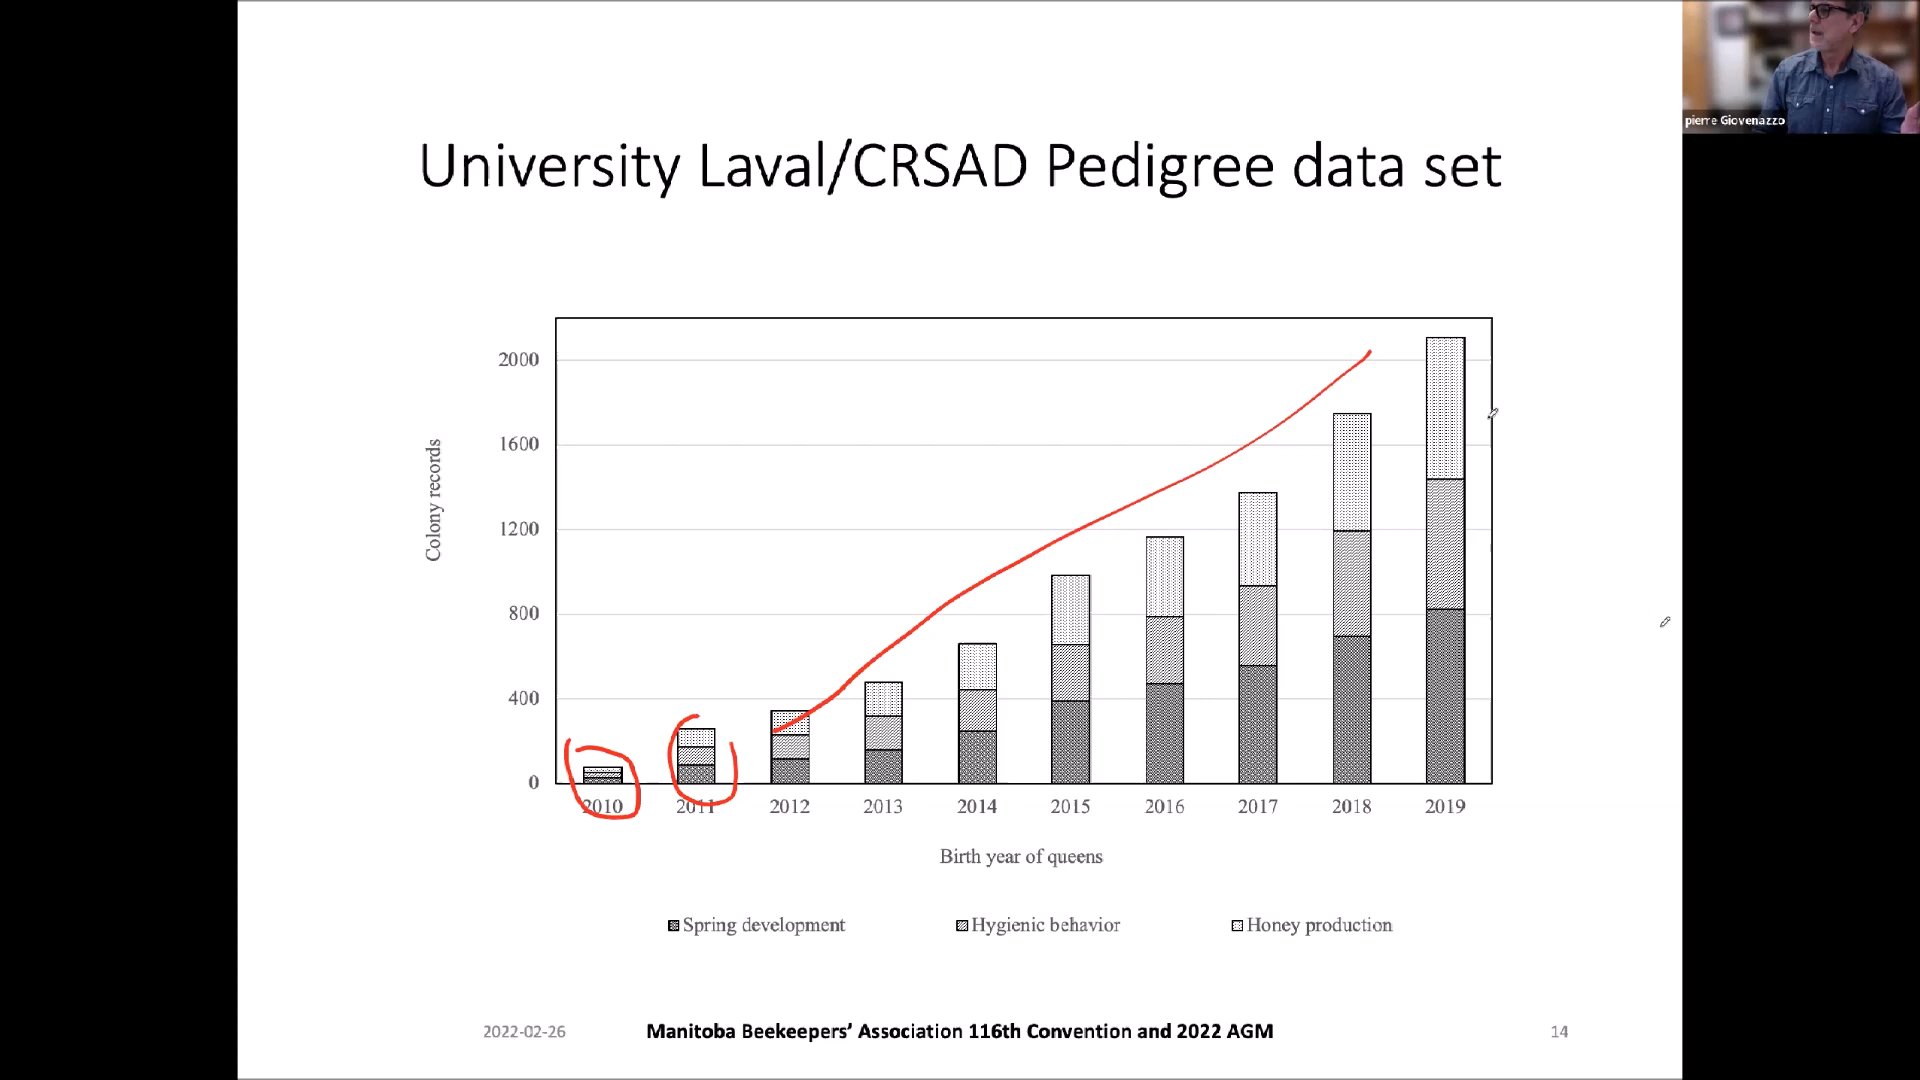 pierre Giovenazzo
University Laval/CRSAD Pedigree data set
Colony records
2000
1600
1200
800
400
0
2010 2011 2012 2013 2014 2015 2016 2017 2018 2019
Birth year of queens
Spring development Hygienic behavior Honey production
2022-02-26 Manitoba Beekeepers’ Association 116th Convention and 2022 AGM 14